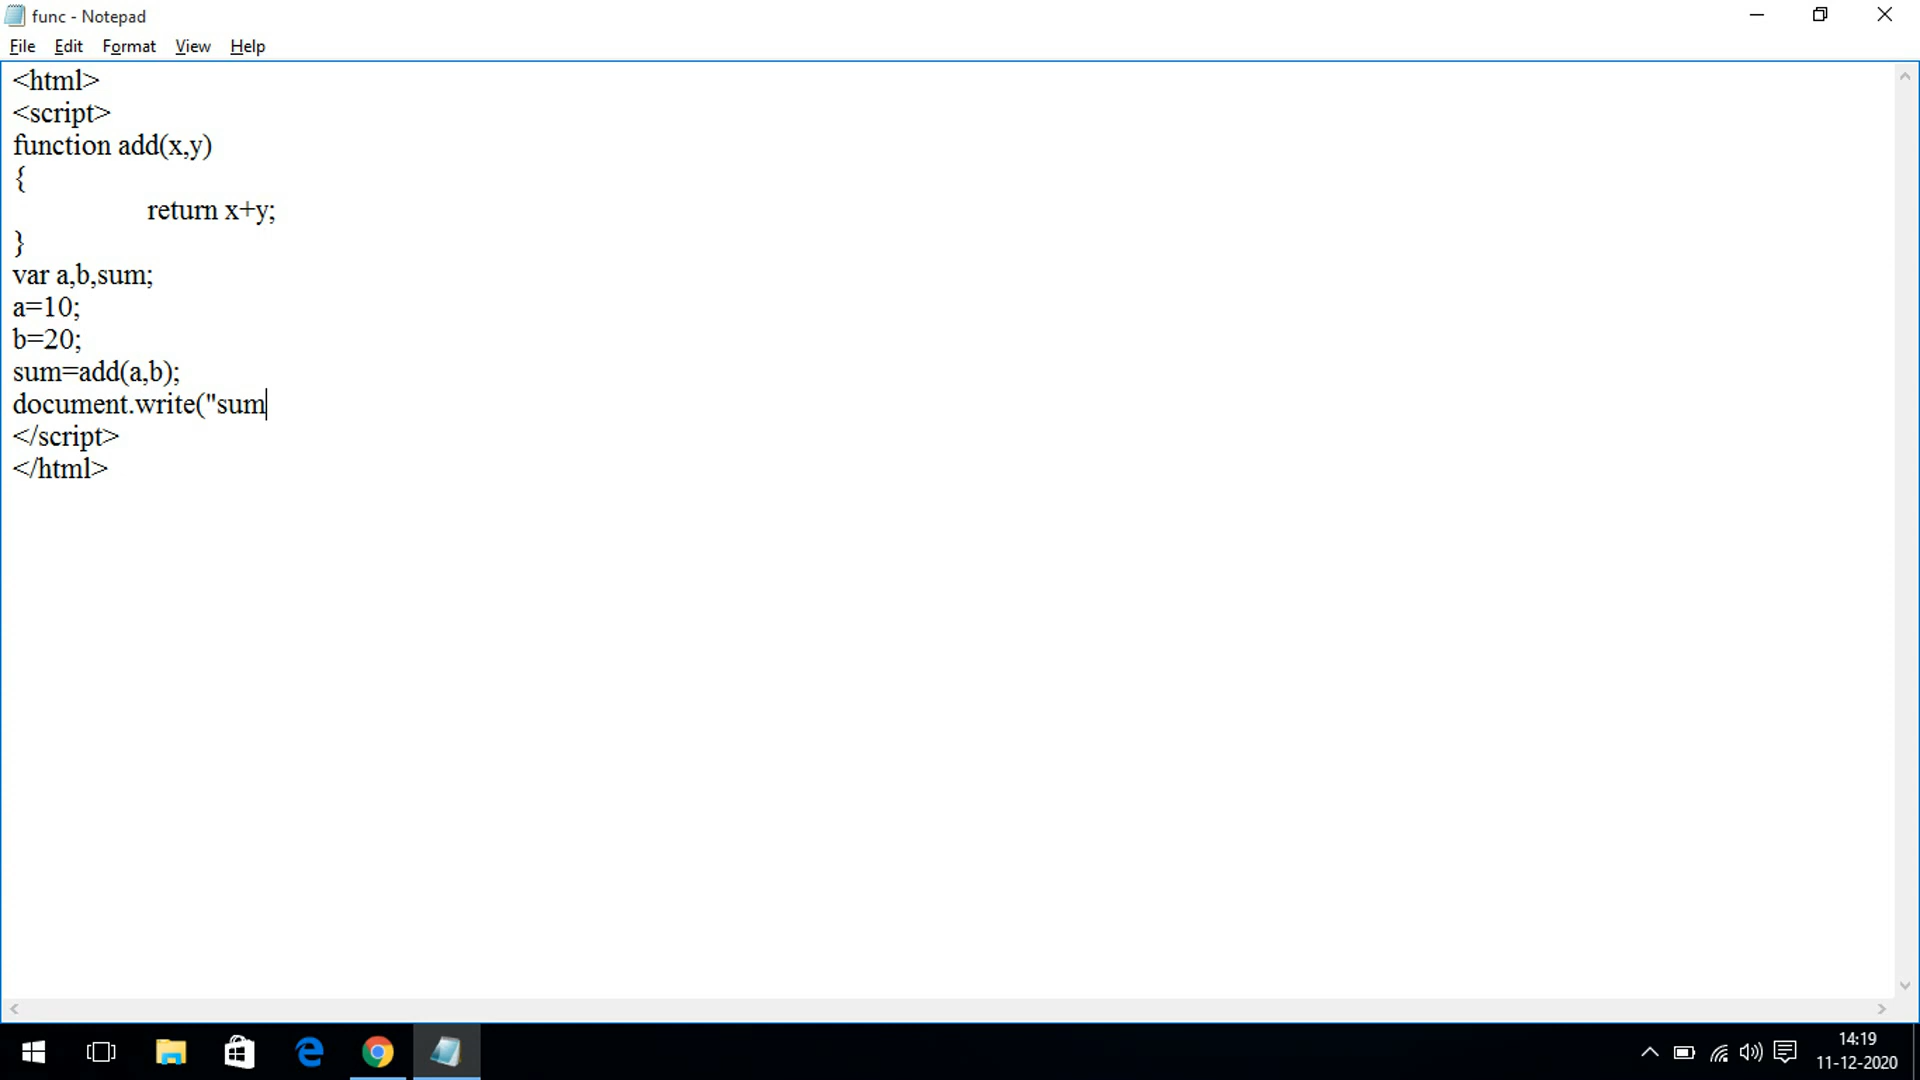 func - Notepad
File Edit Format View Help
<html>
<script>
function add(x,y)
{
return x+y;
}
var a,b,sum;
a=10;
b=20;
sum=add(a,b);
document.write("sum
</script>
</html>
14:19
11-12-2020